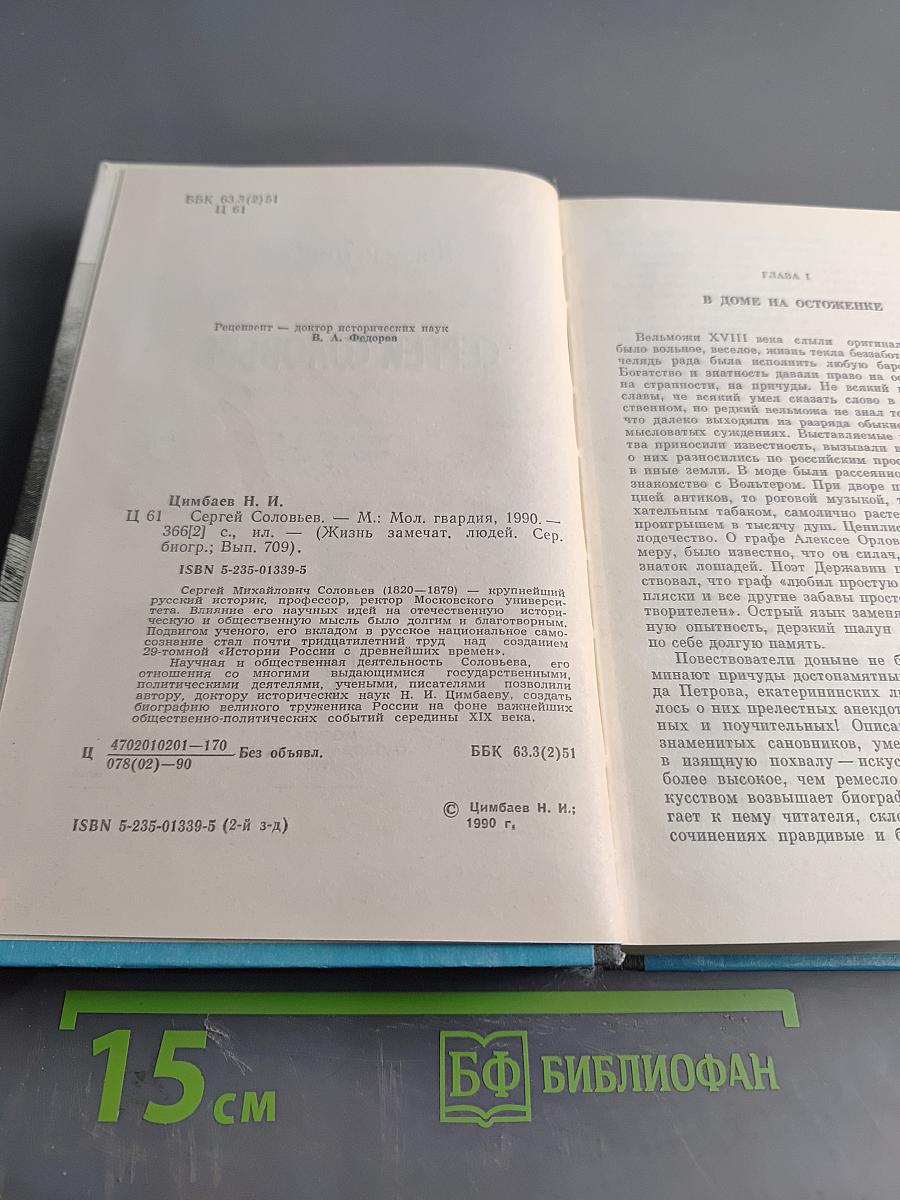 ББК 63.3(2)51
Ц 61
Рецензент — доктор исторических наук
В. А. Федоров
Цимбаев Н. И.
Ц 61 Сергей Соловьев. — М.: Мол. гвардия, 1990. —
366[2] с., ил. — (Жизнь замечат. людей. Сер.
биогр.; Вып. 709).
ISBN 5-235-01339-5
Сергей Михайлович Соловьев (1820—1879) — крупнейший
русский историк, профессор, ректор Московского универси-
тета. Влияние его научных идей на отечественную истори-
ческую и общественную мысль было долгим и благотворным.
Подвигом ученого, его вкладом в русское национальное само-
сознание стал почти тридцатилетний труд над созданием
29-томной «Истории России с древнейших времен».
Научная и общественная деятельность Соловьева, его
отношения со многими выдающимися государственными,
политическими деятелями, учеными, писателями позволили
автору, доктору исторических наук Н. И. Цимбаеву, создать
биографию великого труженика России на фоне важнейших
общественно-политических событий середины XIX века.
Ц 4702010201—170
078(02)—90 Без объявл.
ББК 63.3(2)51
ISBN 5-235-01339-5 (2-й з-д)
© Цимбаев Н. И.;
1990 г.
ГЛАВА 1
В ДОМЕ НА ОСТОЖЕНКЕ
Вельможи XVIII века слыли оригинал
было вольное, веселое, жизнь текла беззабот
челядь рада была исполнить любую бар
Богатство и знатность давали право на ос
на странности, на причуды. Не всякий
славы, не всякий умел сказать слово в
ственном, но редкий вельможа не знал т
что далеко выходили из разряда обыкн
мысловатых суждениях. Выставляемые
тва приносили известность, вызывали в
о них разносились по российским прос
в иные земли. В моде были рассеянно
знакомство с Вольтером. При дворе п
цией антиков, то роговой музыкой, т
хательным табаком, самолично расте
проигрышем в тысячу душ. Ценилис
лодечество. О графе Алексее Орлов
меру, было известно, что он силач,
знаток лошадей. Поэт Державин п
ствовал, что граф «любил простую
пляски и все другие забавы прост
творителен». Острый язык заменя
ную опытность, дерзкий шалун
по себе долгую память.
Повествователи доныне не б
минают причуды достопамятны
да Петрова, екатерининских л
лось о них прелестных анекдот
ных и поучительных! Описа
знаменитых сановников, уме
в изящную похвалу — искус
более высокое, чем ремесло
кусством возвышает биограф
гает к нему читателя, скл
сочинениях правдивые и б
15 см
БФ БИБЛИОФАН